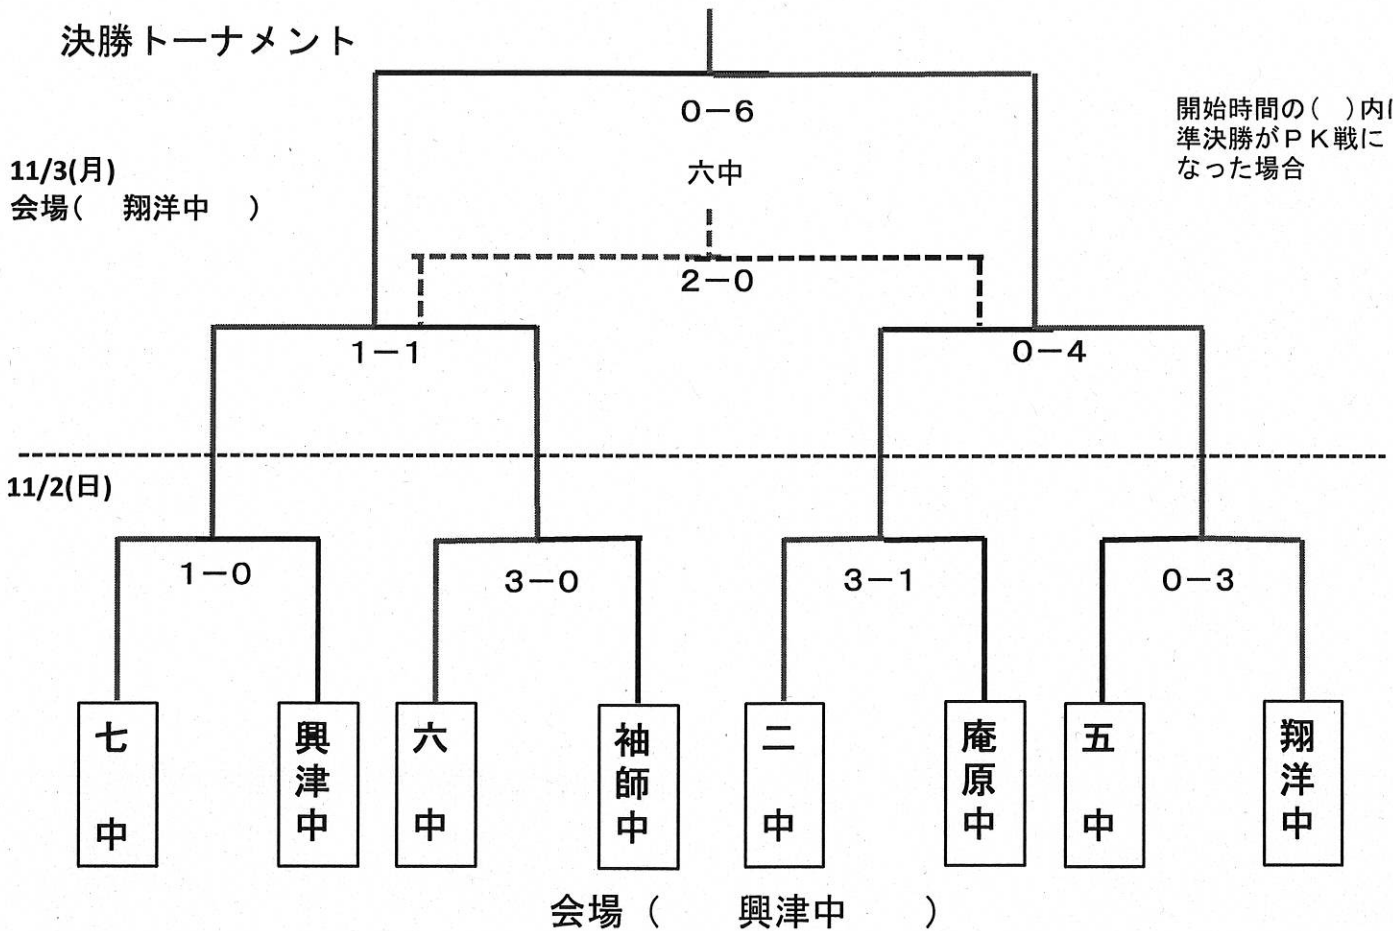 決勝トーナメント
0-6
開始時間の(　)内
準決勝がPK戦に
なった場合
11/3(月)
会場(　翔洋中　)
六中
2-0
1-1
0-4
11/2(日)
1-0
3-0
3-1
0-3
七中
興津中
六中
袖師中
二中
庵原中
五中
翔洋中
会場（　興津中　）